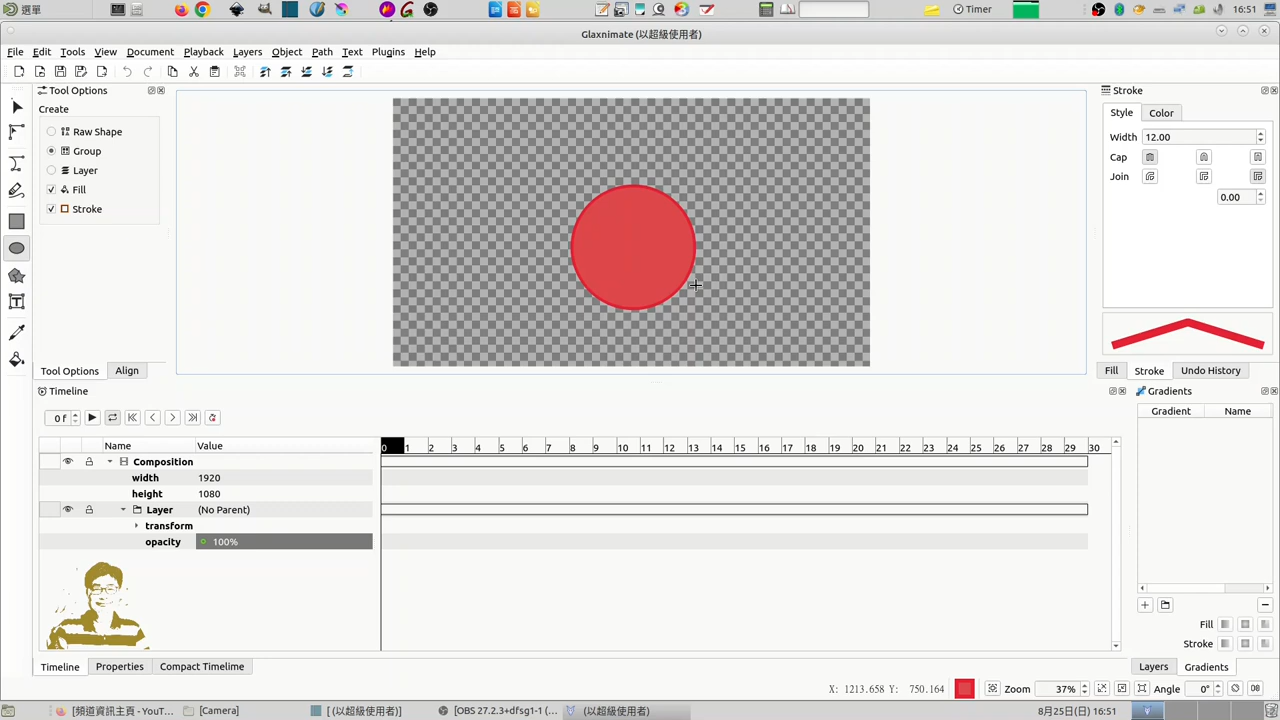 選單
Timer
16:51
Glaxnimate (以超級使用者)
File Edit Tools View Document Playback Layers Object Path Text Plugins Help
Tool Options
Create
Raw Shape
Group
Layer
Fill
Stroke
Tool Options Align
Stroke
Style Color
Width 12.00
Cap
Join
0.00
Fill Stroke Undo History
Timeline
0 f
Name Value
0 1 2 3 4 5 6 7 8 9 10 11 12 13 14 15 16 17 18 19 20 21 22 23 24 25 26 27 28 29 30
Composition
width 1920
height 1080
Layer (No Parent)
transform
opacity 100%
Gradients
Gradient Name
Fill
Stroke
Timeline Properties Compact Timeline
Layers Gradients
X: 1213.658 Y: 750.164
Zoom 37%
Angle 0°
[頻道資訊主頁 - YouT...
[Camera]
[ (以超級使用者)]
[OBS 27.2.3+dfsg1-1 (...
(以超級使用者)
8月25日(日) 16:51